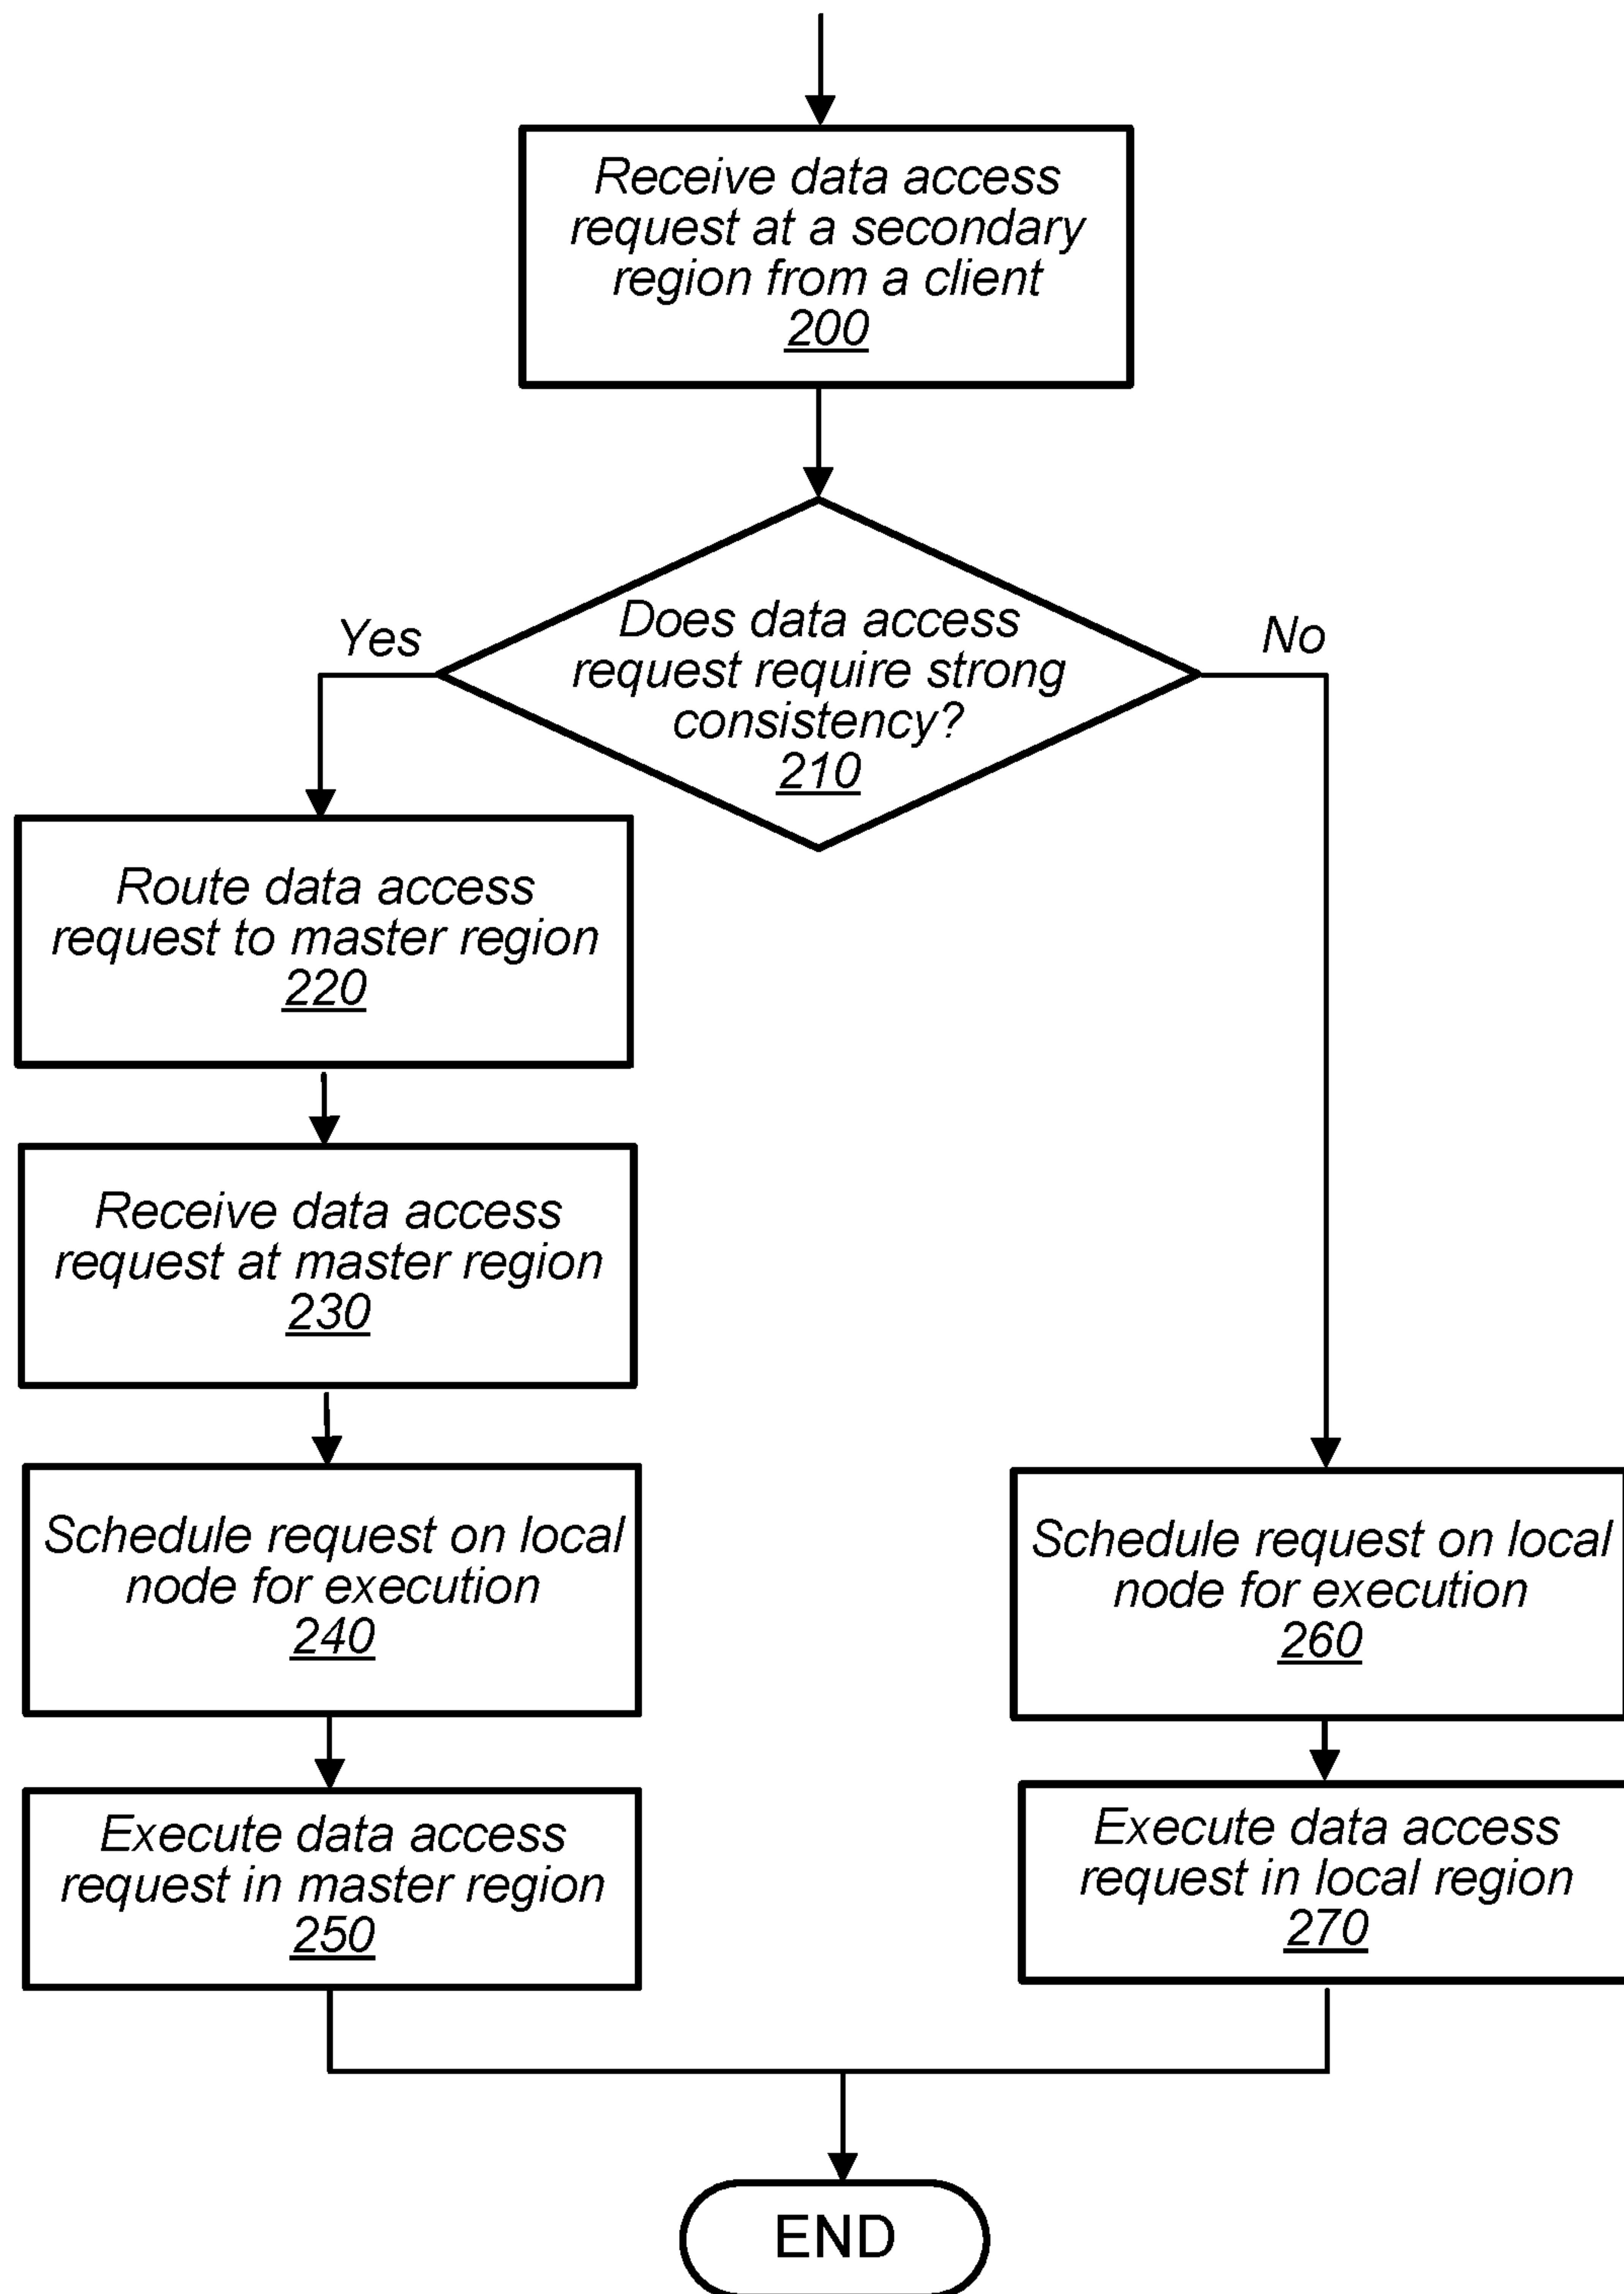 Receive data access
request at a secondary
region from a client
200
Does data access
request require strong
consistency?
210
Yes
No
Route data access
request to master region
220
Receive data access
request at master region
230
Schedule request on local
node for execution
240
Schedule request on local
node for execution
260
Execute data access
request in master region
250
Execute data access
request in local region
270
END